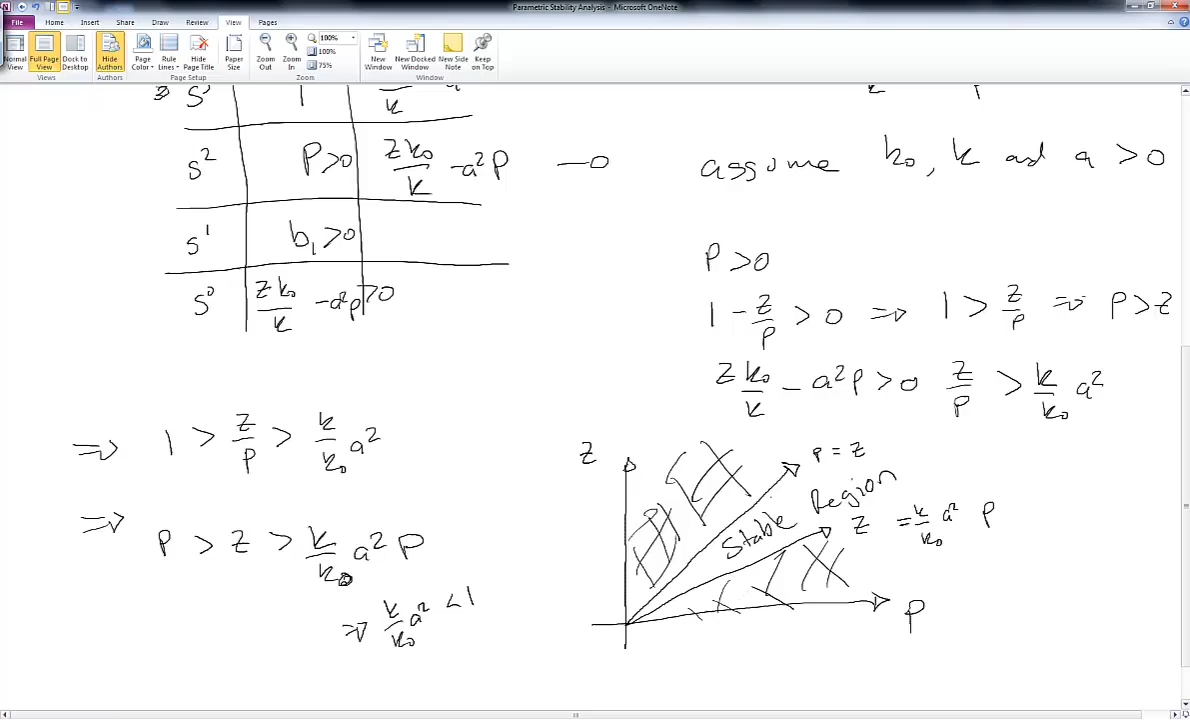 Parametric Stability Analysis - Microsoft OneNote
File Home Insert Share Draw Review View Pages
Normal View
Full Page View
Dock to Desktop
Hide Authors
Page Color
Rule Lines
Hide Page Title
Paper Size
Zoom Out
Zoom In
100%
100%
75%
New Window
New Docked Window
New Side Note
Keep on Top
Views Authors Page Setup Zoom Window
1 k
S² P>0 zk₀/k - a²P —0
assume k₀, k and a > 0
S¹ b₁>0
S⁰ zk₀/k - a²P >0
P>0
1 - z/P > 0 => 1 > z/P => P>z
z k₀/k - a²P > 0 z/P > k/k₀ a²
=> 1 > z/P > k/k₀ a²
=> P > z > k/k₀ a² P
=> k/k₀ a² < 1
z
P = z
Stable Region
z = k/k₀ a² P
P